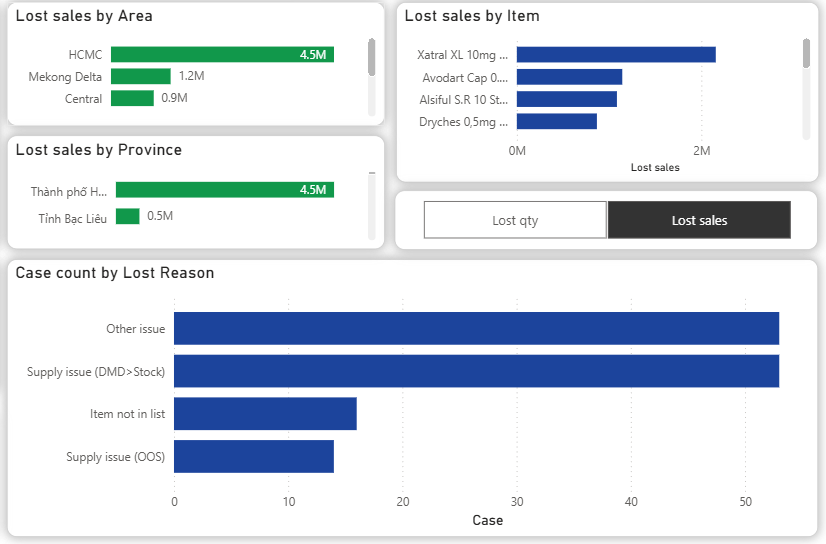 Lost sales by Area
HCMC 4.5M
Mekong Delta 1.2M
Central 0.9M
Lost sales by Province
Thành phố H... 4.5M
Tỉnh Bạc Liêu 0.5M
Lost sales by Item
Xatral XL 10mg ...
Avodart Cap 0....
Alsiful S.R 10 St...
Dryches 0,5mg ...
0M 2M
Lost sales
Lost qty Lost sales
Case count by Lost Reason
Other issue
Supply issue (DMD>Stock)
Item not in list
Supply issue (OOS)
0 10 20 30 40 50
Case